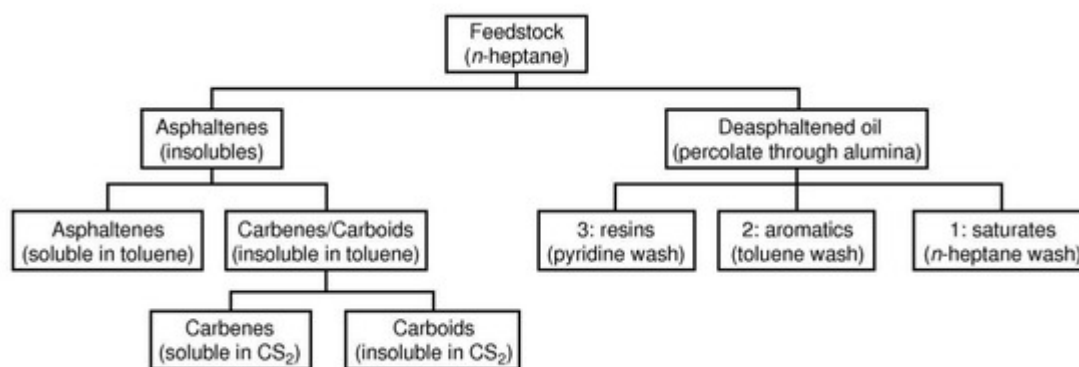 Feedstock
(n-heptane)
Asphaltenes
(insolubles)
Deasphaltened oil
(percolate through alumina)
Asphaltenes
(soluble in toluene)
Carbenes/Carboids
(insoluble in toluene)
3: resins
(pyridine wash)
2: aromatics
(toluene wash)
1: saturates
(n-heptane wash)
Carbenes
(soluble in CS₂)
Carboids
(insoluble in CS₂)